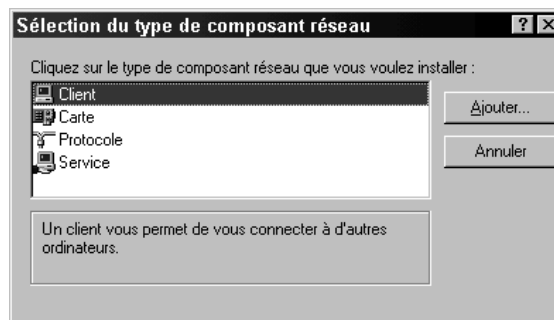 Sélection du type de composant réseau
Cliquez sur le type de composant réseau que vous voulez installer :
Client
Carte
Protocole
Service
Ajouter...
Annuler
Un client vous permet de vous connecter à d'autres
ordinateurs.